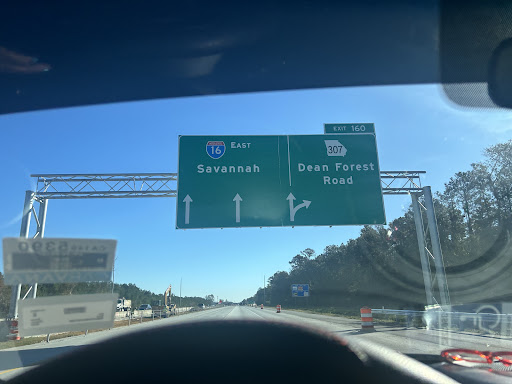 EXIT 160
16 EAST
Savannah
307
Dean Forest
Road